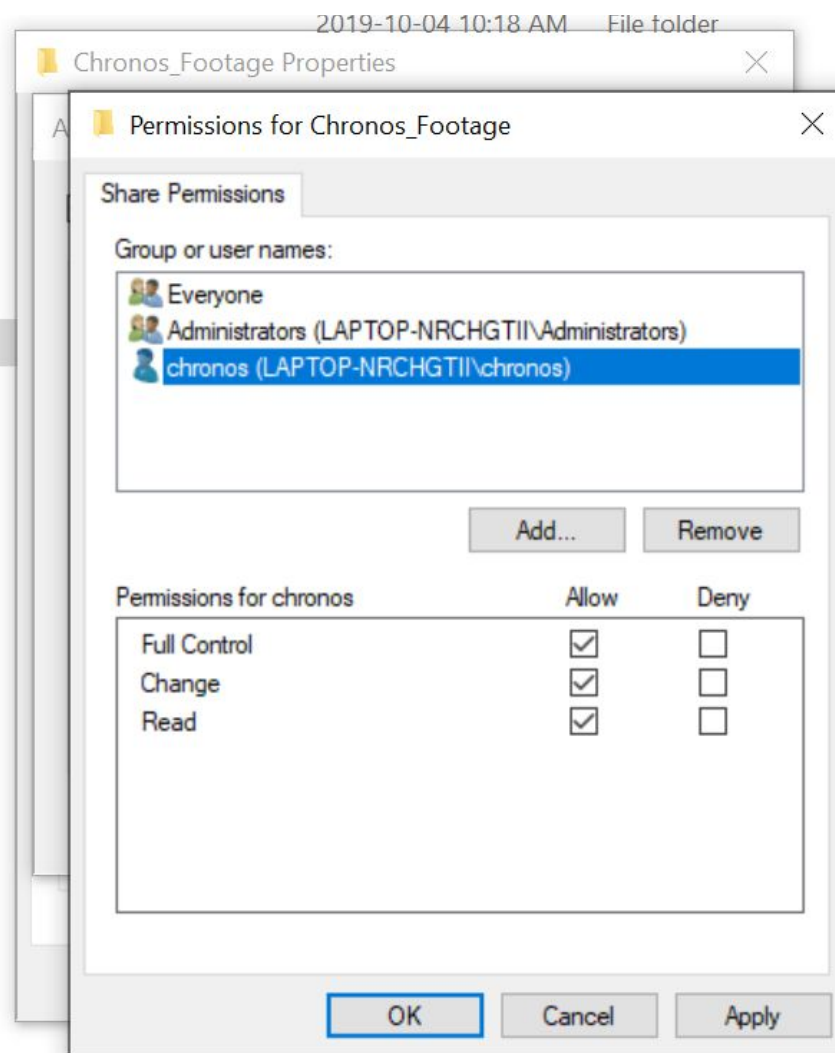 2019-10-04 10:18 AM File folder
Chronos_Footage Properties
A
Permissions for Chronos_Footage
Share Permissions
Group or user names:
Everyone
Administrators (LAPTOP-NRCHGTII\Administrators)
chronos (LAPTOP-NRCHGTII\chronos)
Add... Remove
Permissions for chronos Allow Deny
Full Control
Change
Read
OK Cancel Apply